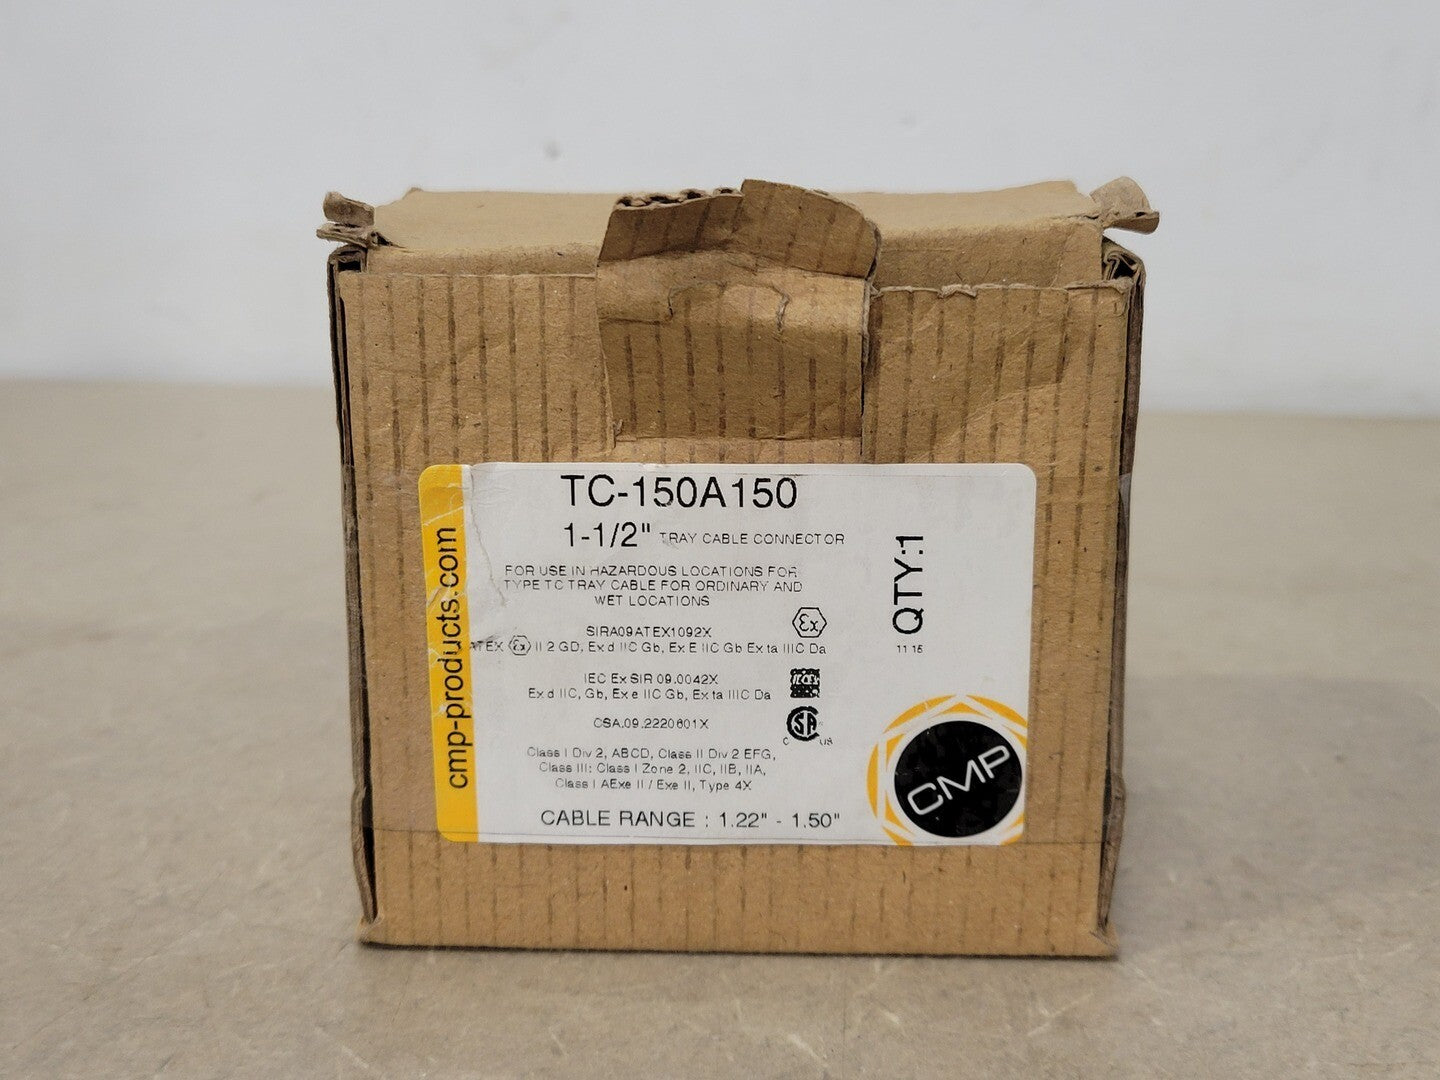 TC-150A150
1-1/2" TRAY CABLE CONNECTOR
FOR USE IN HAZARDOUS LOCATIONS FOR
TYPE TC TRAY CABLE FOR ORDINARY AND
WET LOCATIONS
SIRA09ATEX1092X
ATEX Ex II 2 GD, Ex d IIC Gb, Ex E IIC Gb Ex ta IIIC Da
IEC Ex SIR 09.0042X
Ex d IIC, Gb, Ex e IIC Gb, Ex ta IIIC Da
CSA.09.2220601X
Class I Div 2, ABCD, Class II Div 2 EFG,
Class III: Class I Zone 2, IIC, IIB, IIA,
Class I AExe II / Exe II, Type 4X
CABLE RANGE : 1.22" - 1.50"
cmp-products.com
QTY:1
Ex
C SA US
CMP